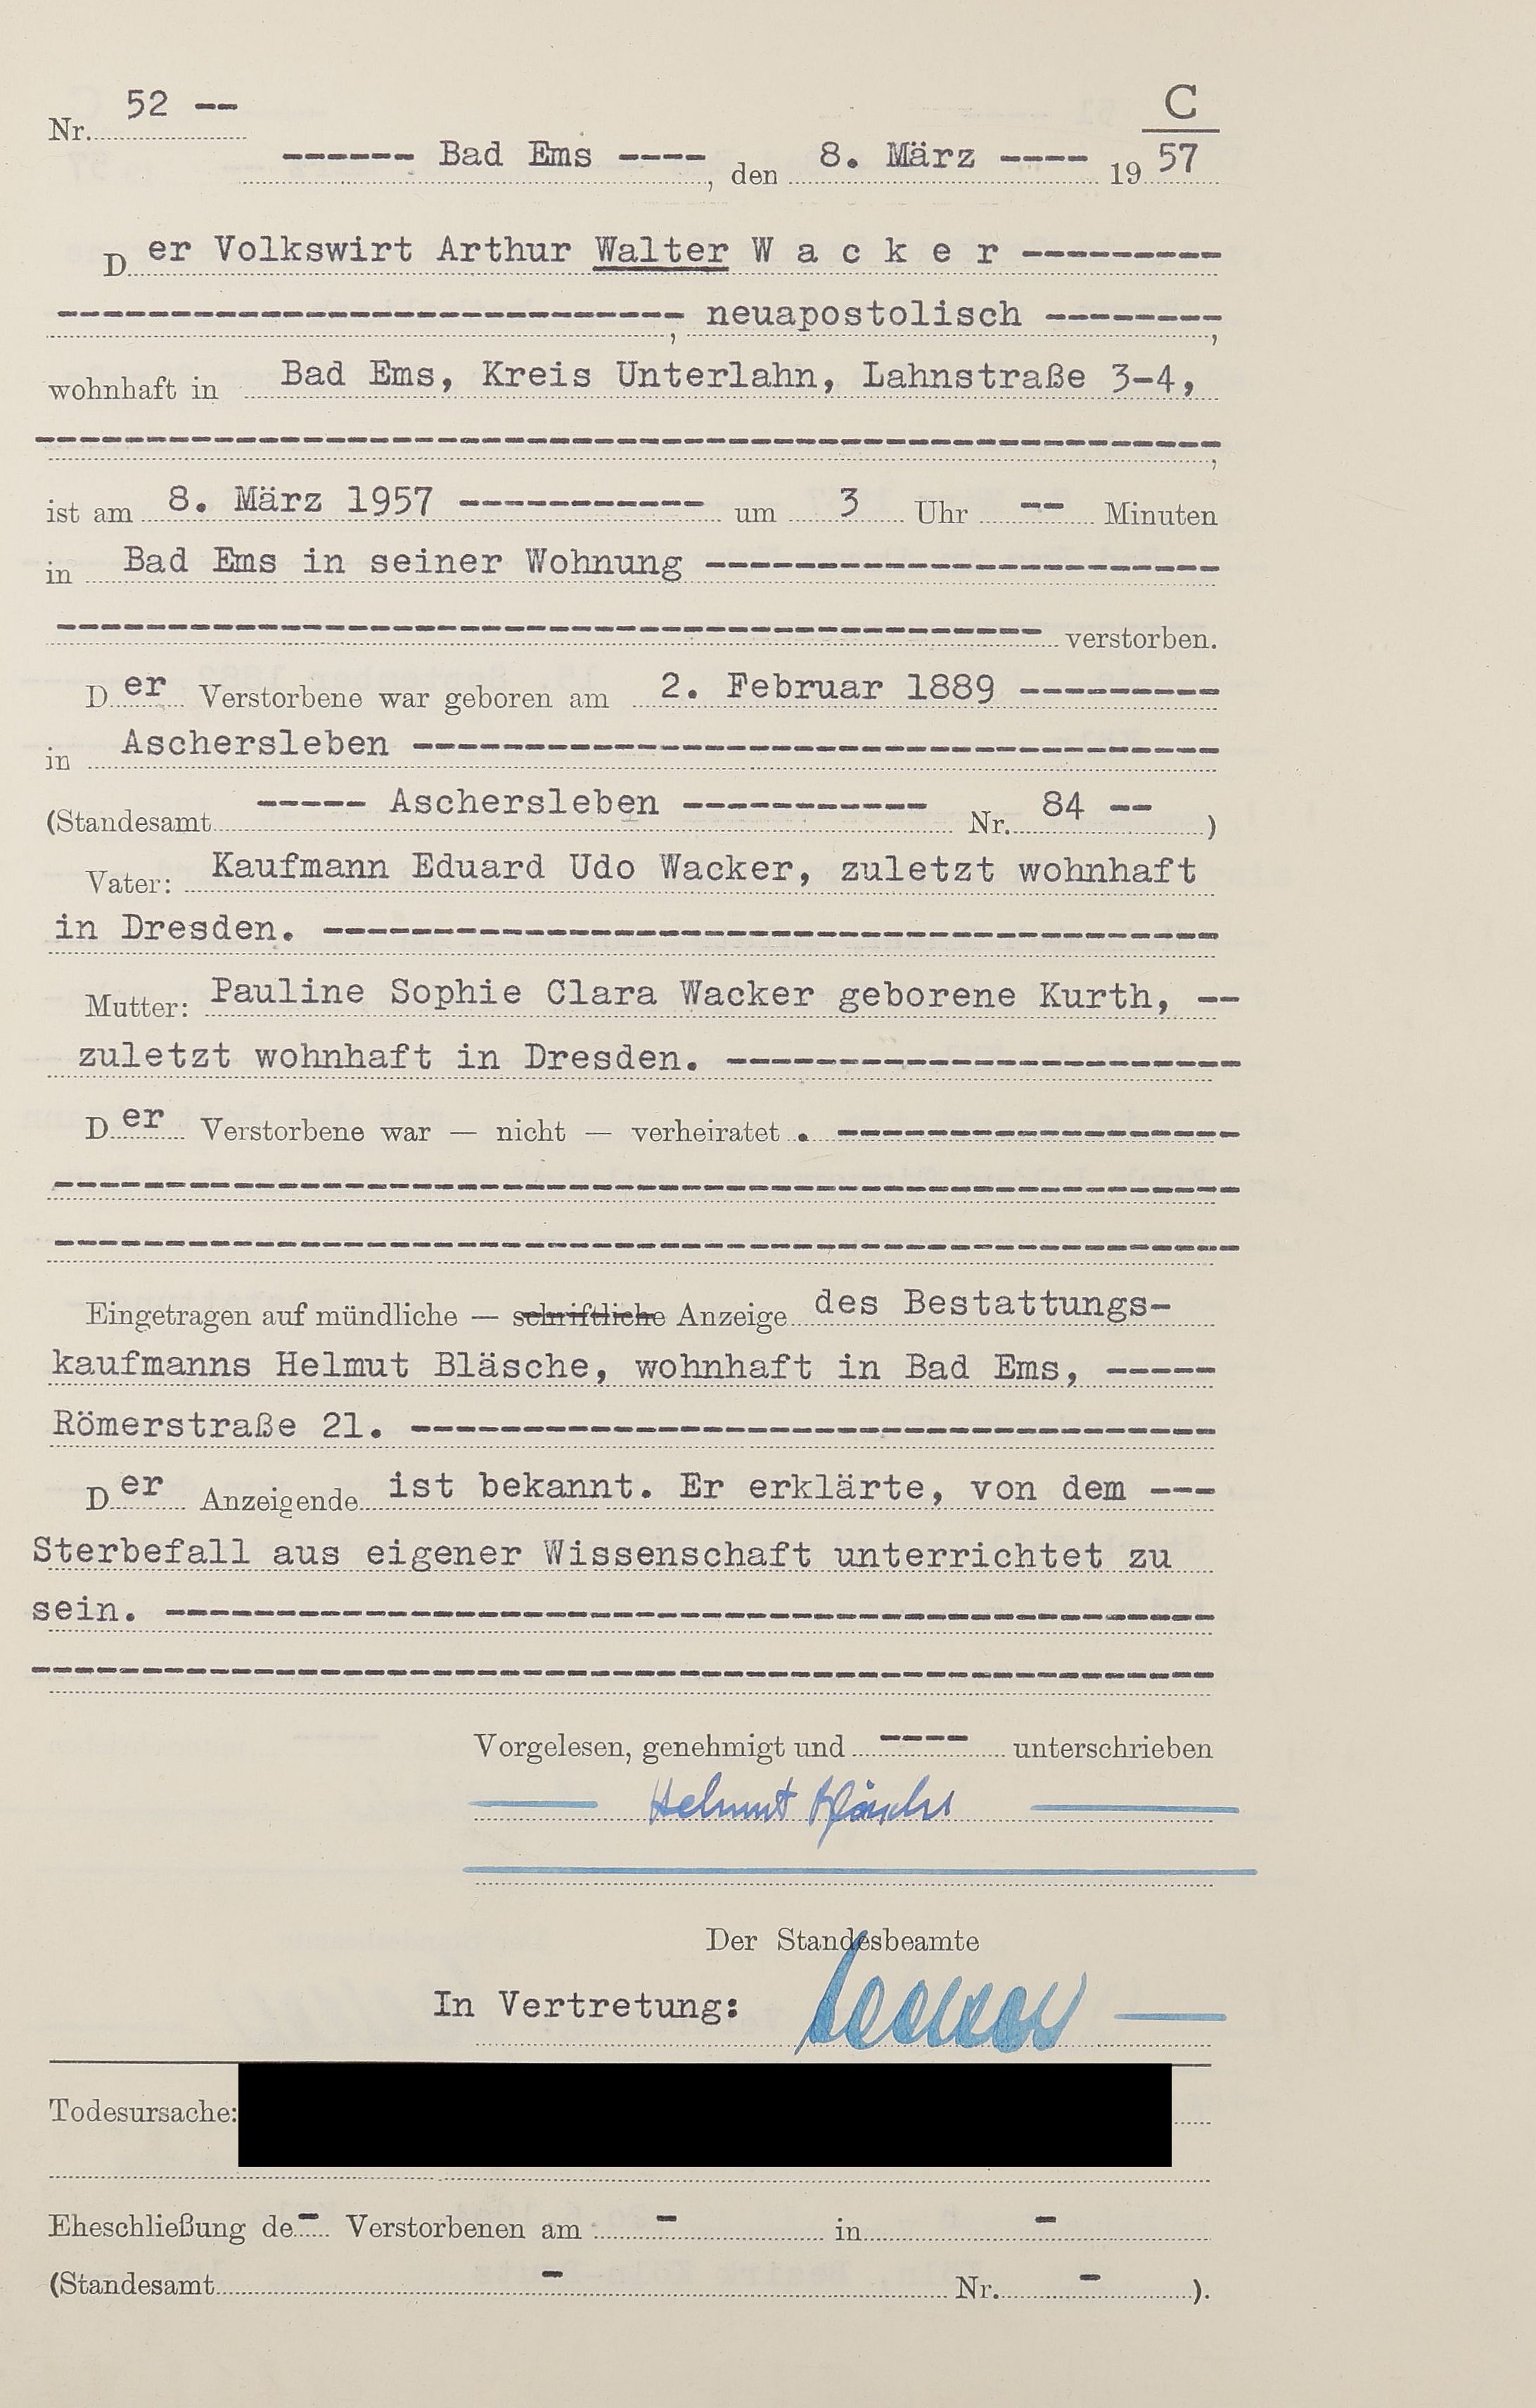 C
Nr. 52 --
------ Bad Ems ----, den 8. März ---- 19 57
Der Volkswirt Arthur Walter W a c k e r ---------
----------------------------, neuapostolisch --------,
wohnhaft in Bad Ems, Kreis Unterlahn, Lahnstraße 3-4,
-----------------------------------------------------,
ist am 8. März 1957 ----------- um 3 Uhr -- Minuten
in Bad Ems in seiner Wohnung -----------------------
-------------------------------------------- verstorben.
Der Verstorbene war geboren am 2. Februar 1889 ---------
in Aschersleben ------------------------------------
(Standesamt ----- Aschersleben ----------- Nr. 84 -- )
Vater: Kaufmann Eduard Udo Wacker, zuletzt wohnhaft
in Dresden. ----------------------------------------
Mutter: Pauline Sophie Clara Wacker geborene Kurth, --
zuletzt wohnhaft in Dresden. -----------------------
Der Verstorbene war — nicht — verheiratet . ------------------
-----------------------------------------------------
-----------------------------------------------------
Eingetragen auf mündliche — schriftliche Anzeige des Bestattungs-
kaufmanns Helmut Bläsche, wohnhaft in Bad Ems, -----
Römerstraße 21. ------------------------------------
Der Anzeigende ist bekannt. Er erklärte, von dem ---
Sterbefall aus eigener Wissenschaft unterrichtet zu
sein. -----------------------------------------------
-----------------------------------------------------
Vorgelesen, genehmigt und ---- unterschrieben
Helmut Bläsche
Der Standesbeamte
In Vertretung:
Todesursache:
Eheschließung de- Verstorbenen am - in -
(Standesamt - Nr. - ).